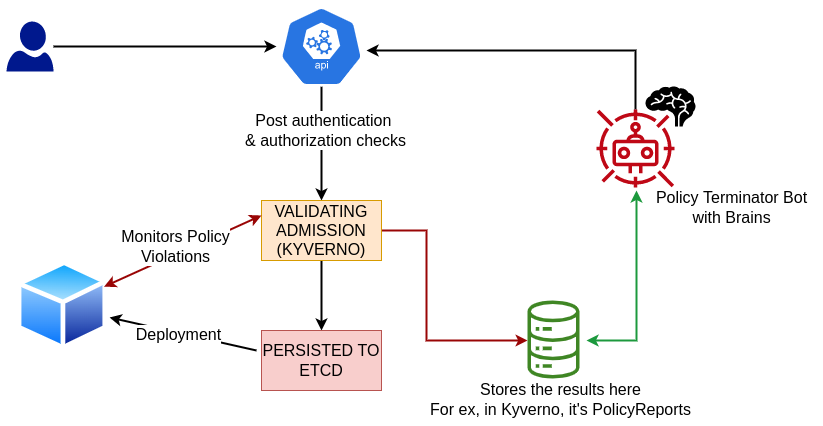 api
Post authentication
& authorization checks
VALIDATING
ADMISSION
(KYVERNO)
Policy Terminator Bot
with Brains
Monitors Policy
Violations
Deployment
PERSISTED TO
ETCD
Stores the results here
For ex, in Kyverno, it's PolicyReports